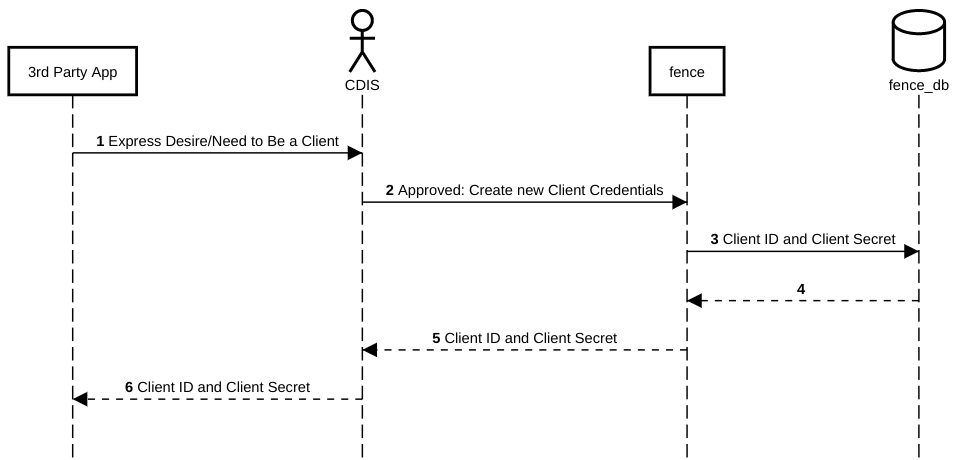 3rd Party App
CDIS
fence
fence_db
1 Express Desire/Need to Be a Client
2 Approved: Create new Client Credentials
3 Client ID and Client Secret
4
5 Client ID and Client Secret
6 Client ID and Client Secret